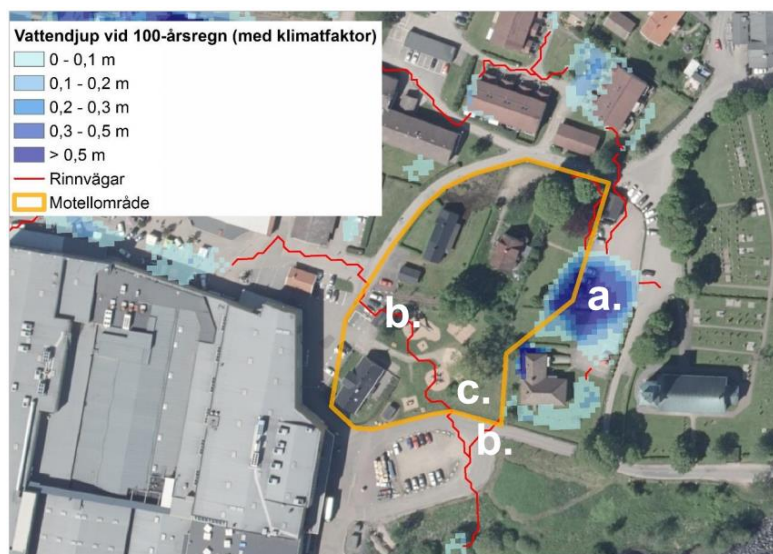 Vattendjup vid 100-årsregn (med klimatfaktor)
0 - 0,1 m
0,1 - 0,2 m
0,2 - 0,3 m
0,3 - 0,5 m
> 0,5 m
Rinnvägar
Motellområde
a.
b.
c.
b.